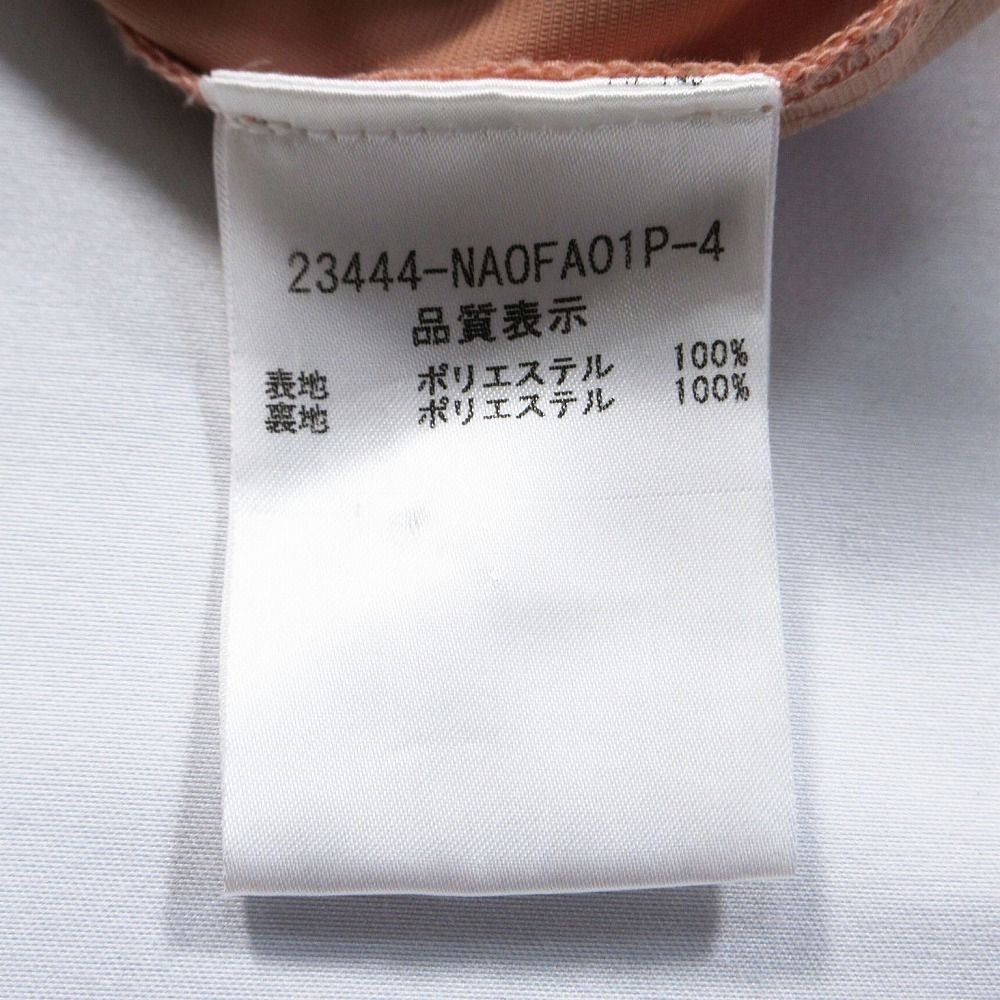 23444-NA0FA01P-4
品質表示
表地 ポリエステル 100%
裏地 ポリエステル 100%